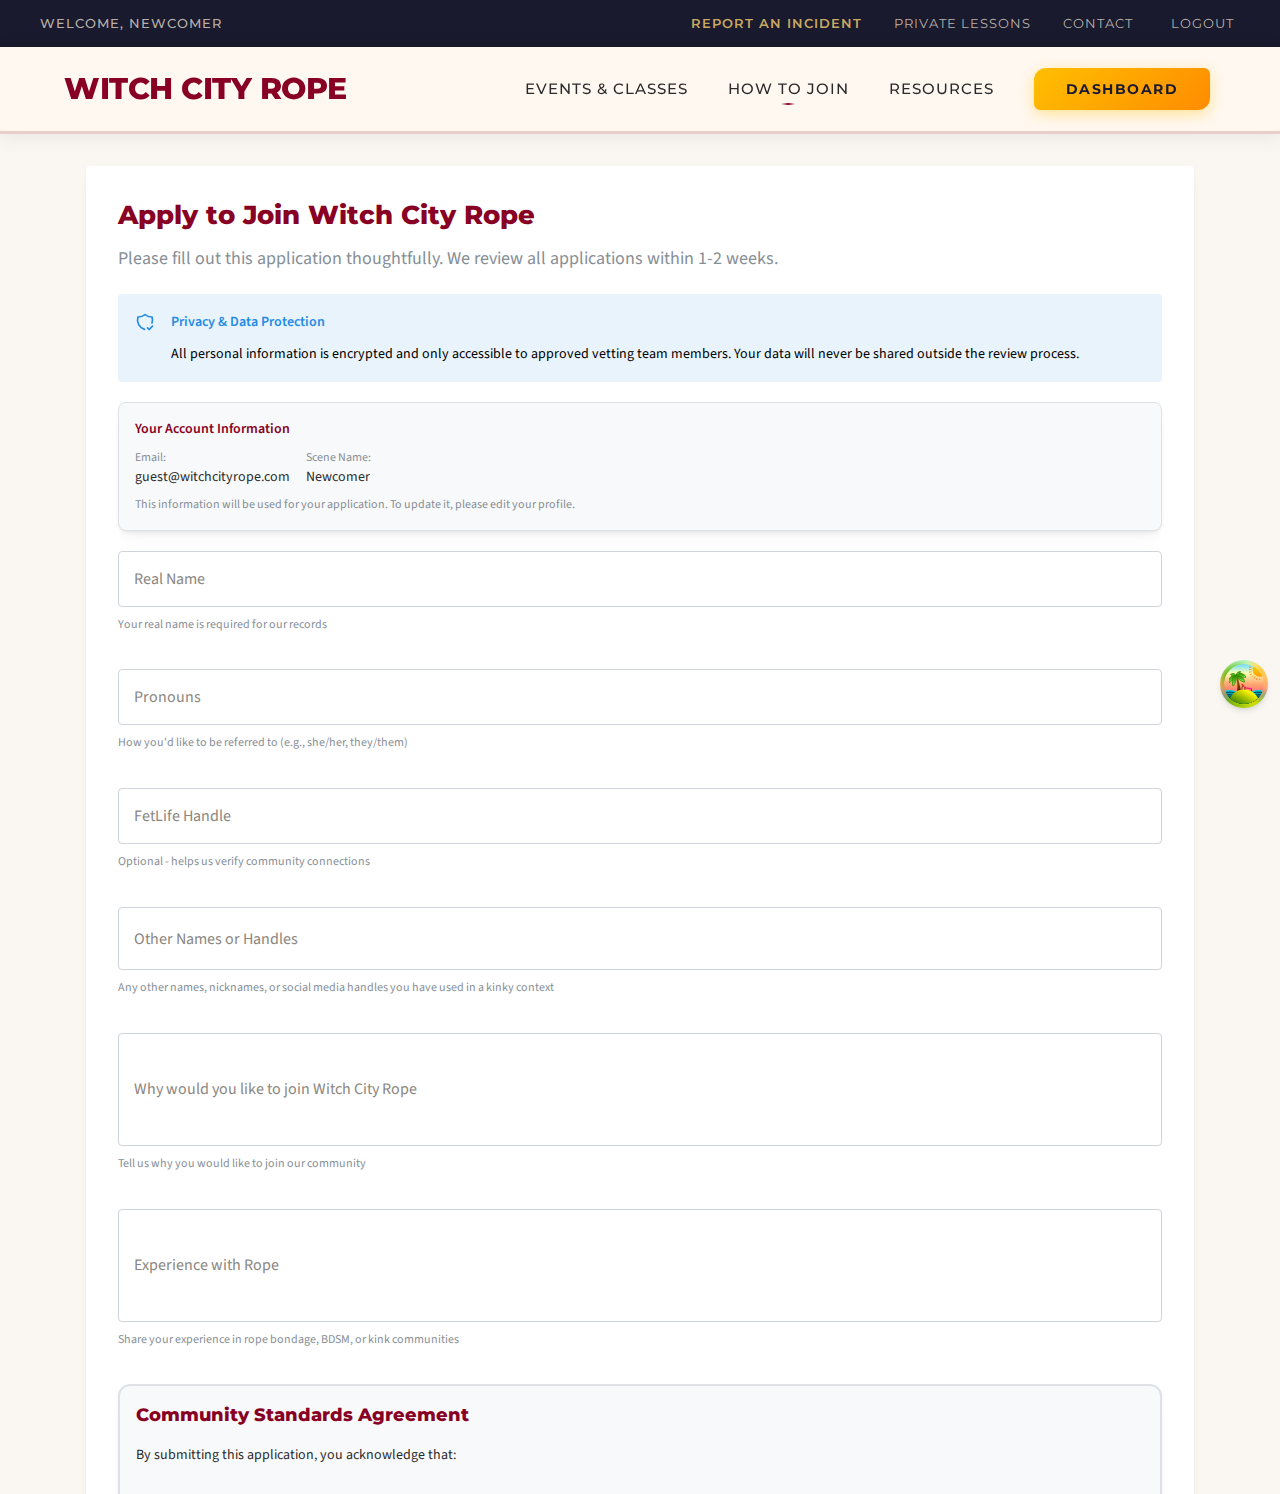 WELCOME, NEWCOMER
REPORT AN INCIDENT PRIVATE LESSONS CONTACT LOGOUT
WITCH CITY ROPE
EVENTS & CLASSES HOW TO JOIN RESOURCES DASHBOARD
Apply to Join Witch City Rope
Please fill out this application thoughtfully. We review all applications within 1-2 weeks.
Privacy & Data Protection
All personal information is encrypted and only accessible to approved vetting team members. Your data will never be shared outside the review process.
Your Account Information
Email: Scene Name:
guest@witchcityrope.com Newcomer
This information will be used for your application. To update it, please edit your profile.
Real Name
Your real name is required for our records
Pronouns
How you'd like to be referred to (e.g., she/her, they/them)
FetLife Handle
Optional - helps us verify community connections
Other Names or Handles
Any other names, nicknames, or social media handles you have used in a kinky context
Why would you like to join Witch City Rope
Tell us why you would like to join our community
Experience with Rope
Share your experience in rope bondage, BDSM, or kink communities
Community Standards Agreement
By submitting this application, you acknowledge that: